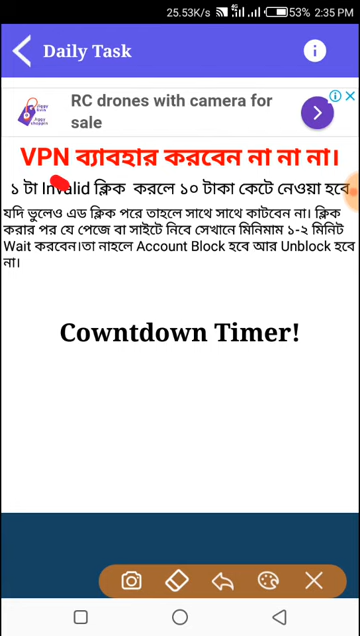 25.53K/s 4G 53% 2:35 PM
Daily Task
RC drones with camera for
sale
VPN ব্যাবহার করবেন না না না।
১ টা Invalid ক্লিক করলে ১০ টাকা কেটে নেওয়া হবে
যদি ভুলেও এড ক্লিক পরে তাহলে সাথে সাথে কাটবেন না। ক্লিক
করার পর যে পেজে বা সাইটে নিবে সেখানে মিনিমাম ১-২ মিনিট
Wait করবেন।তা নাহলে Account Block হবে আর Unblock হবে
না।
Cowntdown Timer!